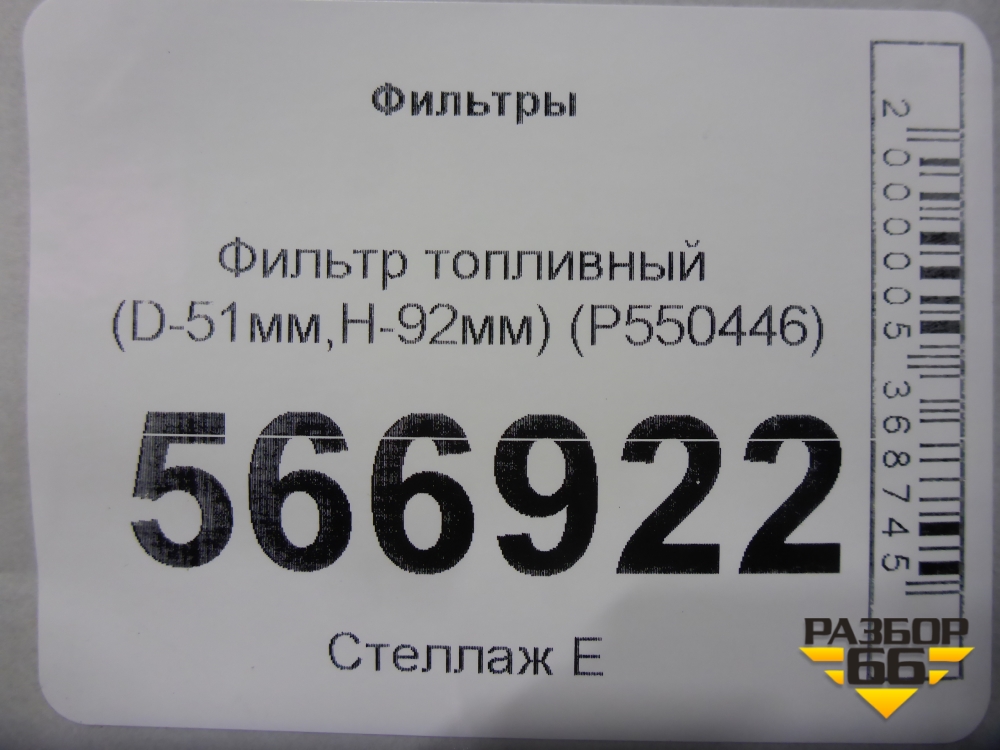 Фильтры
Фильтр топливный
(D-51мм,H-92мм) (P550446)
566922
Стеллаж Е
2000005368745
РАЗБОР
66